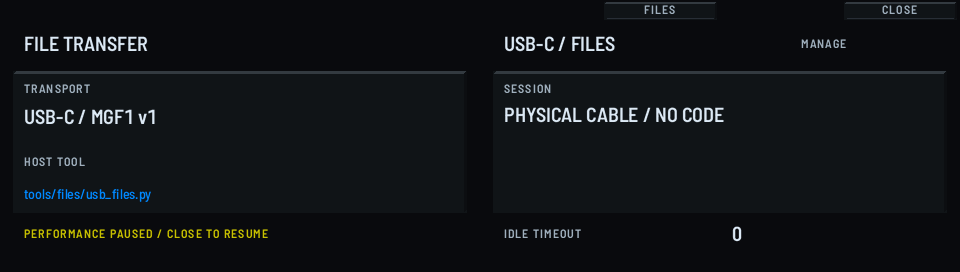 FILES
CLOSE
FILE TRANSFER
USB-C / FILES
MANAGE
TRANSPORT
USB-C / MGF1 v1
HOST TOOL
tools/files/usb_files.py
SESSION
PHYSICAL CABLE / NO CODE
PERFORMANCE PAUSED / CLOSE TO RESUME
IDLE TIMEOUT
0